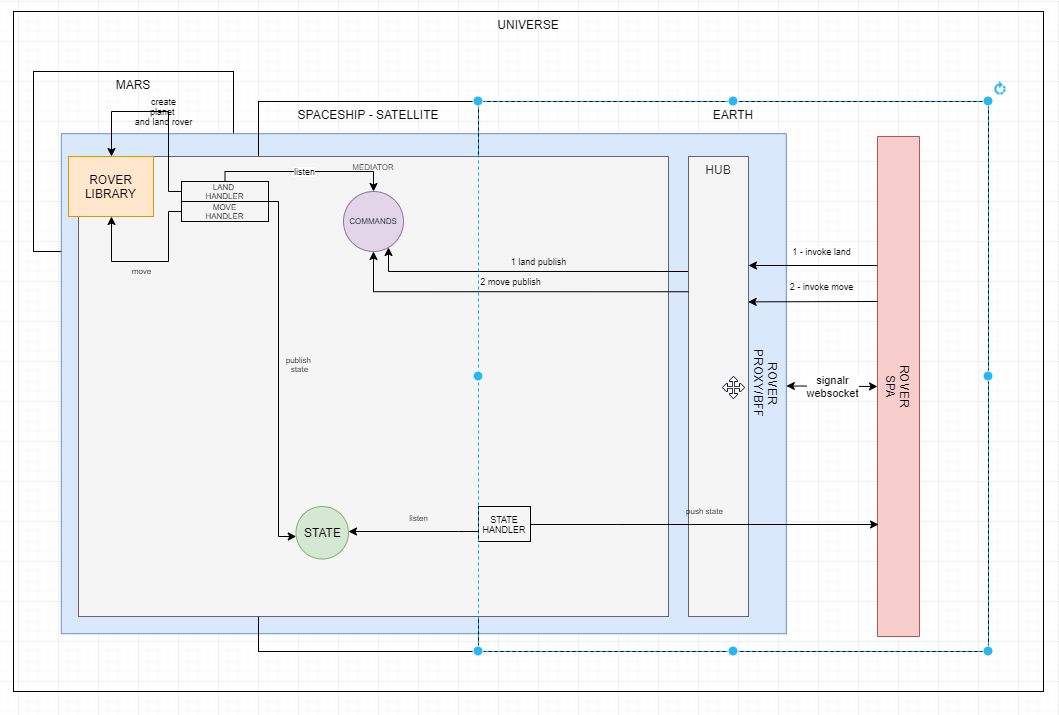 UNIVERSE
MARS
create
planet
and land rover
SPACESHIP - SATELLITE
EARTH
ROVER
LIBRARY
listen
MEDIATOR
HUB
LAND
HANDLER
MOVE
HANDLER
COMMANDS
move
1 land publish
2 move publish
1 - invoke land
2 - invoke move
publish
state
ROVER
PROXY/BFF
signalr
websocket
ROVER
SPA
STATE
listen
STATE
HANDLER
push state